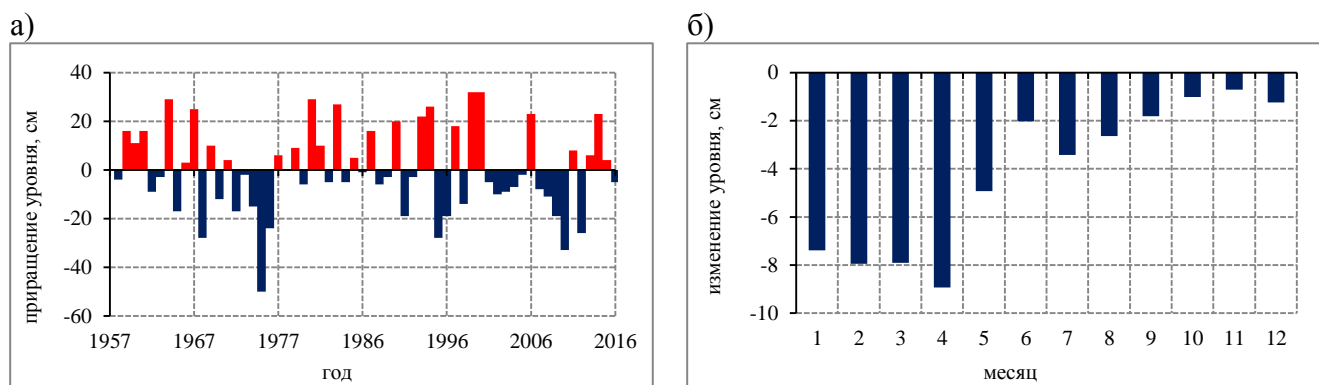 а)
40
20
0
-20
-40
-60
приращение уровня, см
1957 1967 1977 1986 1996 2006 2016
год
б)
0
-2
-4
-6
-8
-10
изменение уровня, см
1 2 3 4 5 6 7 8 9 10 11 12
месяц